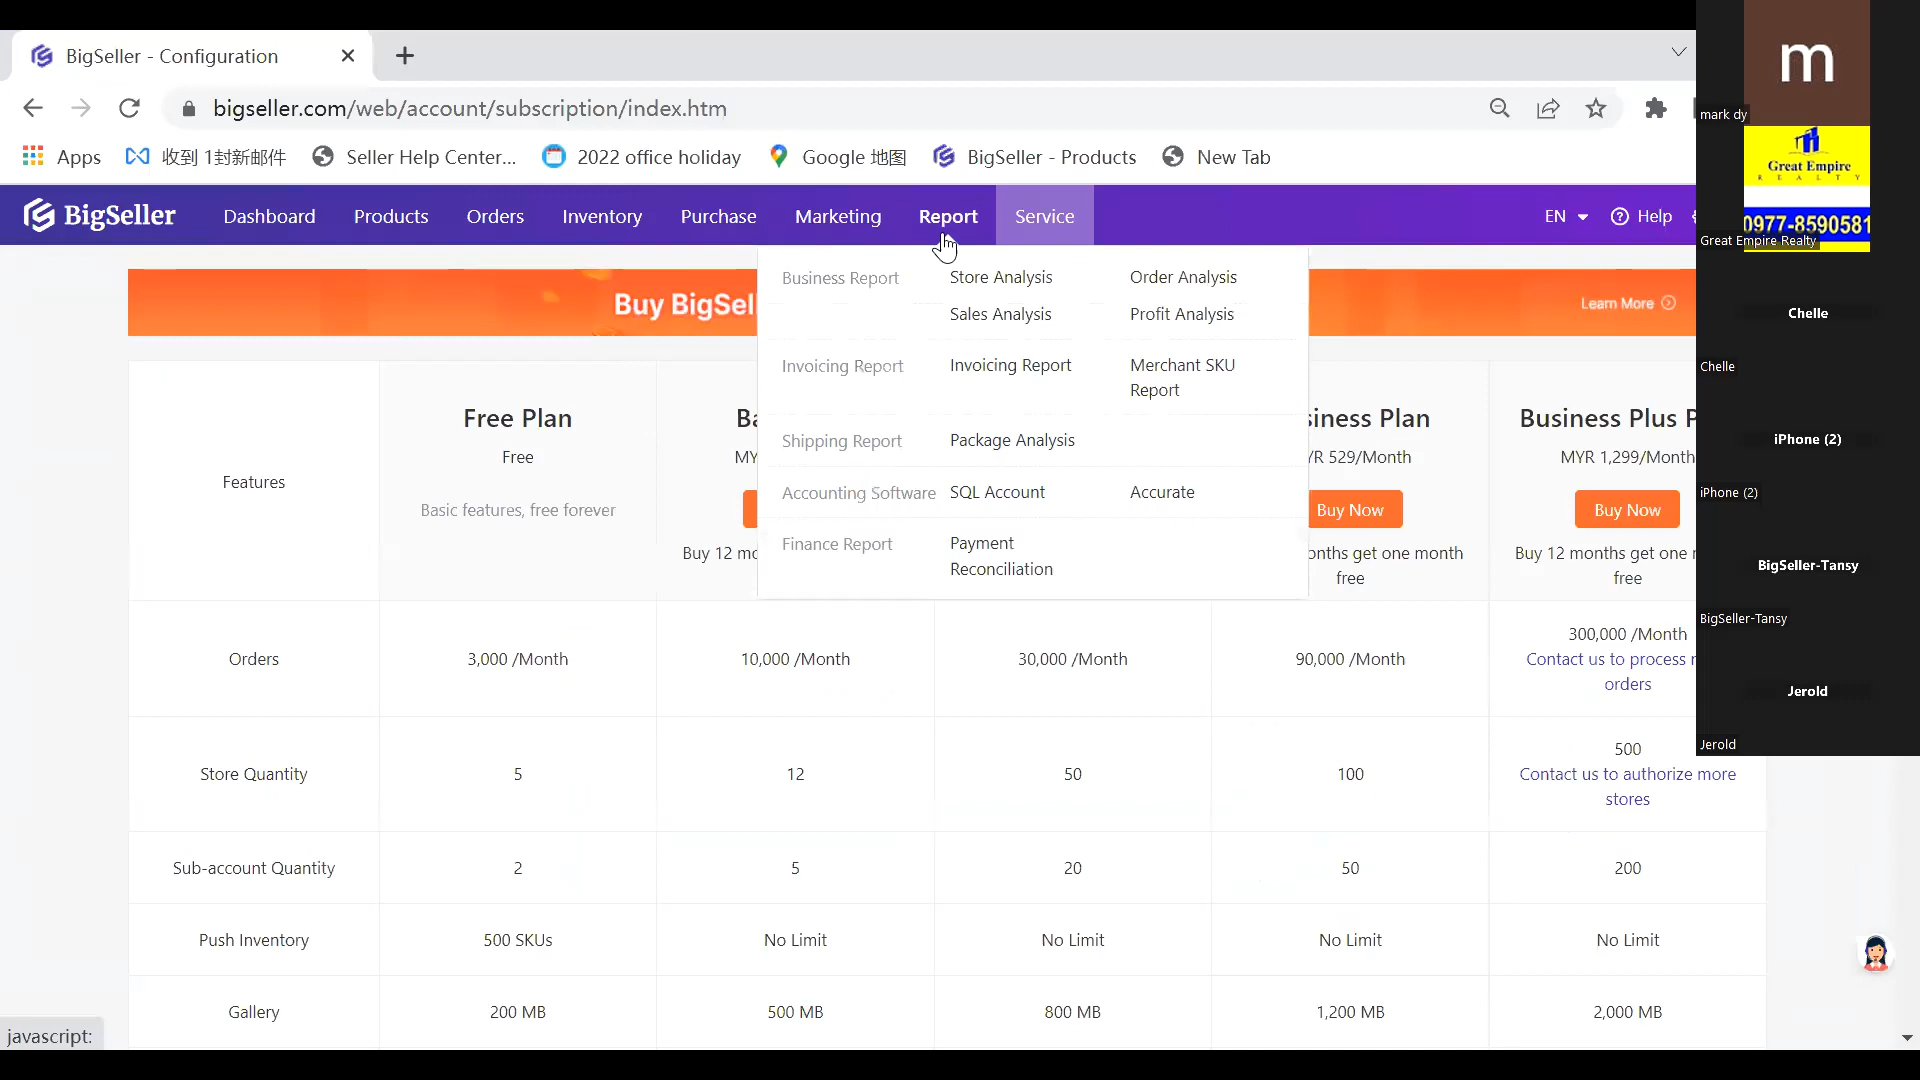 BigSeller - Configuration
bigseller.com/web/account/subscription/index.htm
Apps 收到 1封新邮件 Seller Help Center... 2022 office holiday Google 地图 BigSeller - Products New Tab
BigSeller Dashboard Products Orders Inventory Purchase Marketing Report Service EN Help
Buy BigSel
Learn More
Business Report Store Analysis Order Analysis
Sales Analysis Profit Analysis
Invoicing Report Invoicing Report Merchant SKU
Report
Shipping Report Package Analysis
Accounting Software SQL Account Accurate
Finance Report Payment
Reconciliation
Features
Free Plan
Free
Basic features, free forever
Ba
MY
Buy 12 mo
siness Plan
YR 529/Month
Buy Now
onths get one month
free
Business Plus P
MYR 1,299/Month
Buy Now
Buy 12 months get one
free
Orders 3,000 /Month 10,000 /Month 30,000 /Month 90,000 /Month 300,000 /Month
Contact us to process
orders
Store Quantity 5 12 50 100 500
Contact us to authorize more
stores
Sub-account Quantity 2 5 20 50 200
Push Inventory 500 SKUs No Limit No Limit No Limit No Limit
Gallery 200 MB 500 MB 800 MB 1,200 MB 2,000 MB
javascript:
m
mark dy
Great Empire
REALTY
0977-8590581
Great Empire Realty
Chelle
Chelle
iPhone (2)
iPhone (2)
BigSeller-Tansy
BigSeller-Tansy
Jerold
Jerold